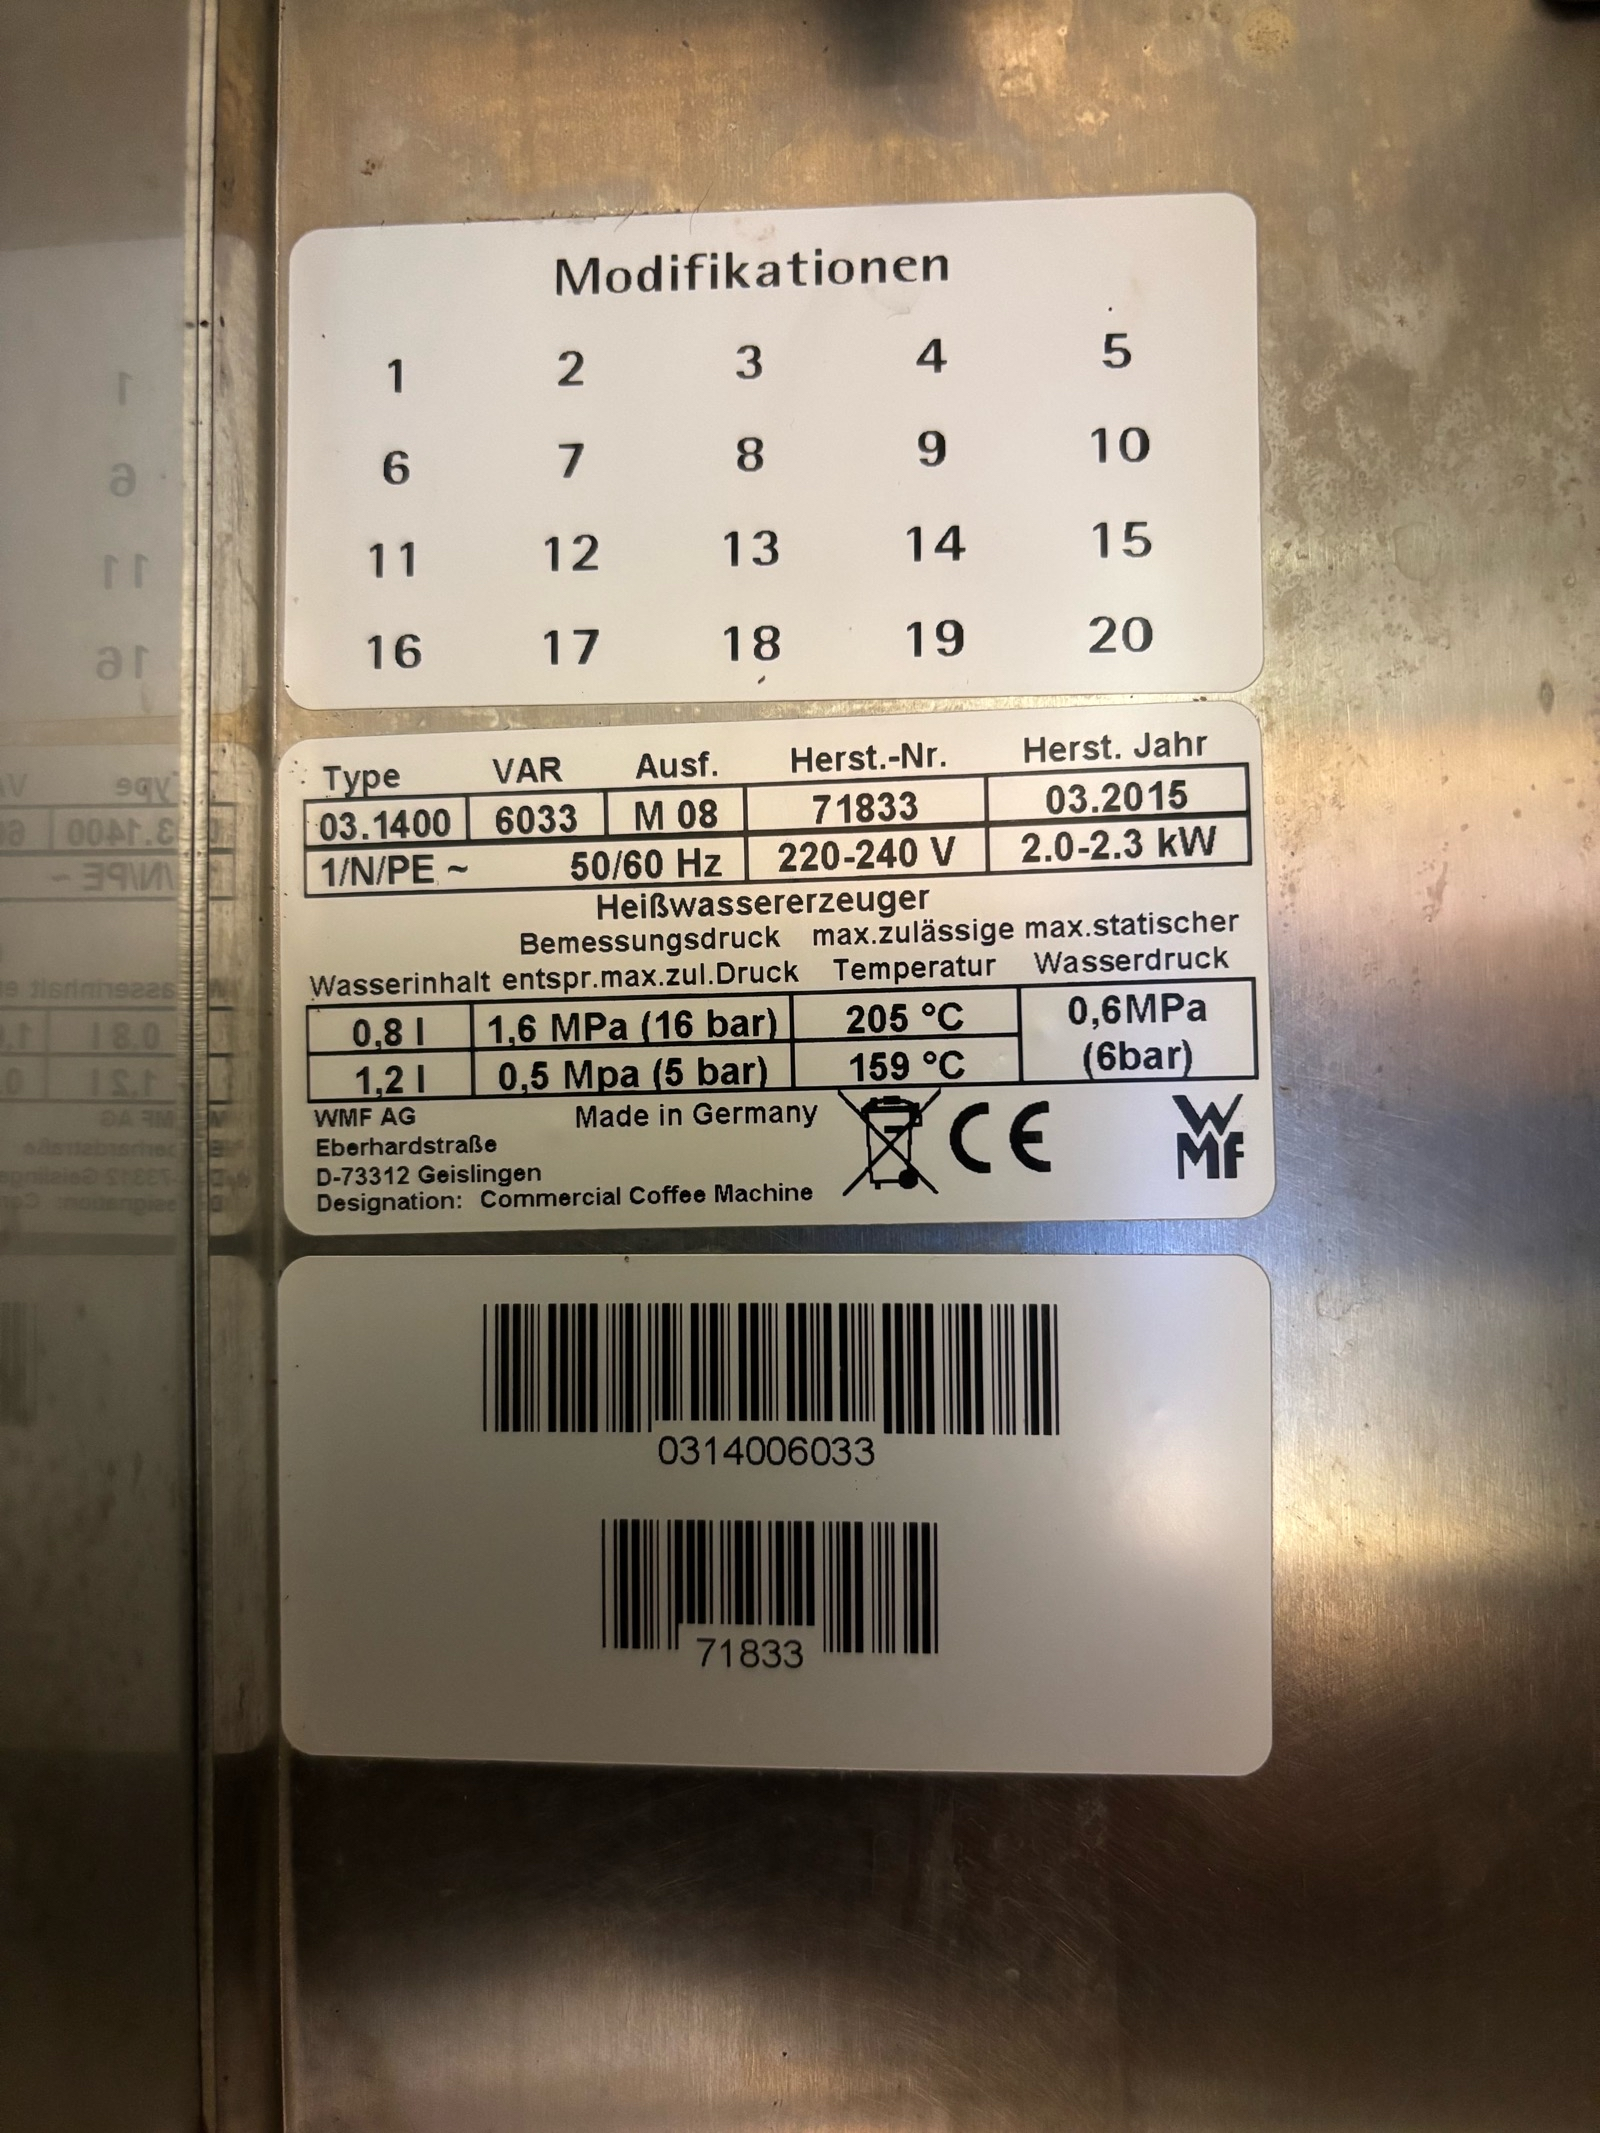 Modifikationen
1 2 3 4 5
6 7 8 9 10
11 12 13 14 15
16 17 18 19 20
Type VAR Ausf. Herst.-Nr. Herst. Jahr
03.1400 6033 M 08 71833 03.2015
1/N/PE ~ 50/60 Hz 220-240 V 2.0-2.3 kW
Heißwassererzeuger
Bemessungsdruck max.zulässige max.statischer
Wasserinhalt entspr.max.zul.Druck Temperatur Wasserdruck
0,8 l 1,6 MPa (16 bar) 205 °C 0,6MPa
1,2 l 0,5 Mpa (5 bar) 159 °C (6bar)
WMF AG Made in Germany
Eberhardstraße
D-73312 Geislingen
Designation: Commercial Coffee Machine
CE
WMF
0314006033
71833